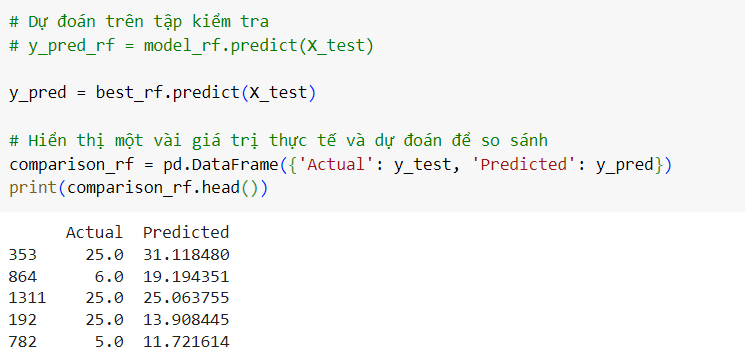 # Dự đoán trên tập kiểm tra
# y_pred_rf = model_rf.predict(X_test)
y_pred = best_rf.predict(X_test)
# Hiển thị một vài giá trị thực tế và dự đoán để so sánh
comparison_rf = pd.DataFrame({'Actual': y_test, 'Predicted': y_pred})
print(comparison_rf.head())
Actual Predicted
353 25.0 31.118480
864 6.0 19.194351
1311 25.0 25.063755
192 25.0 13.908445
782 5.0 11.721614